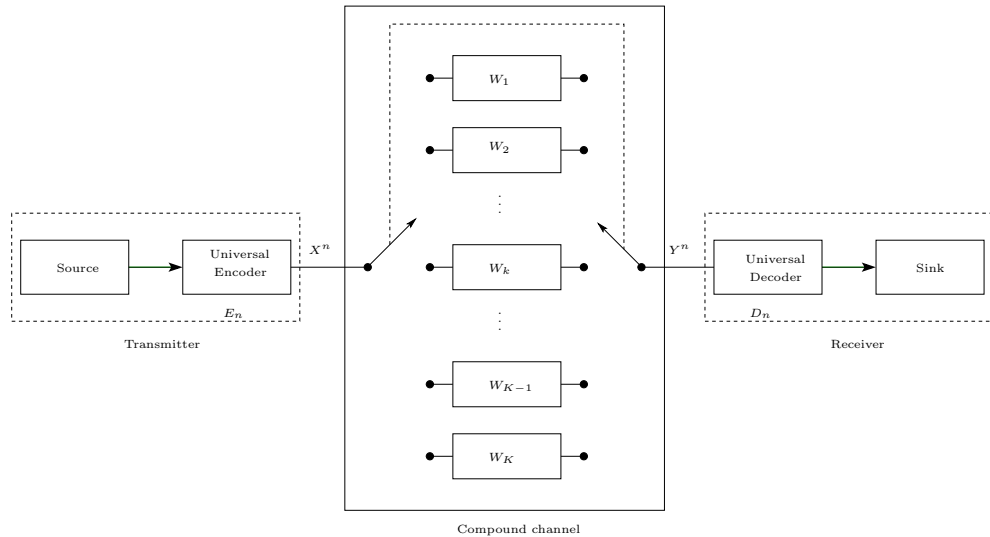 W_1
W_2
⋮
X^n
Y^n
Source
Universal
Encoder
W_k
Universal
Decoder
Sink
E_n
D_n
⋮
Transmitter
Receiver
W_{K-1}
W_K
Compound channel